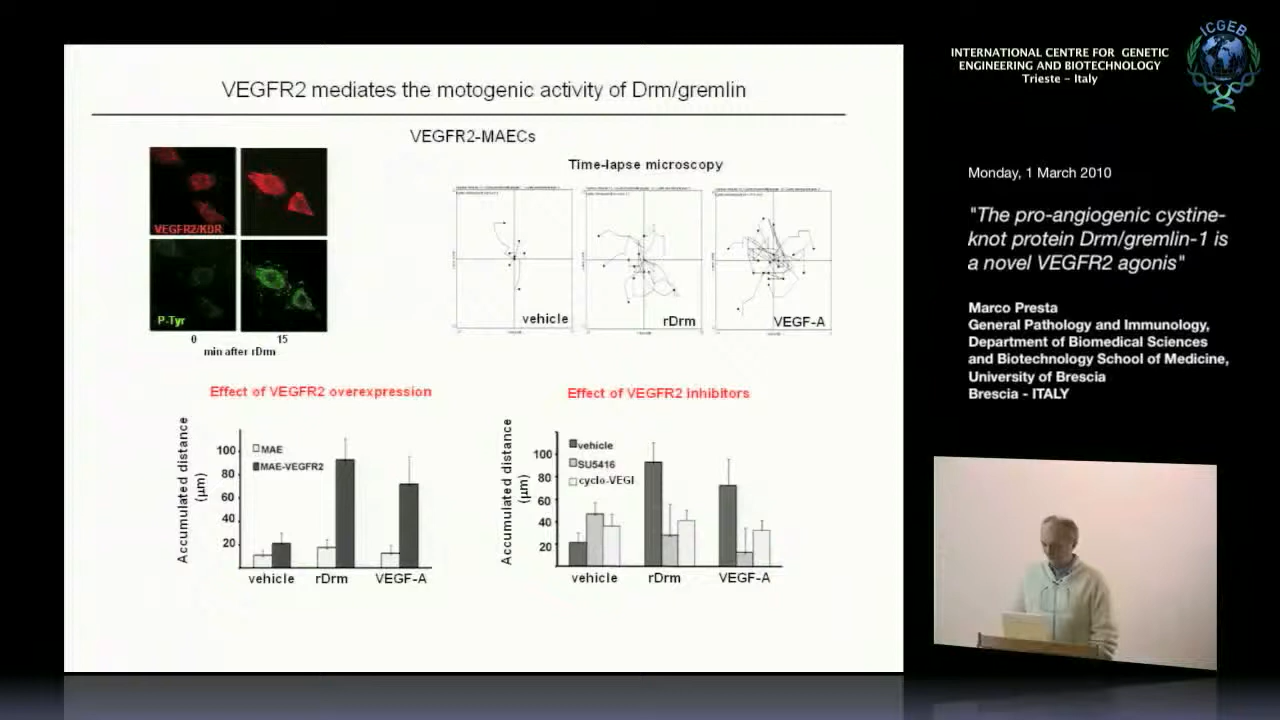 VEGFR2 mediates the motogenic activity of Drm/gremlin
VEGFR2-MAECs
VEGFR2/KDR
P-Tyr
0
15
min after rDrm
Time-lapse microscopy
vehicle
rDrm
VEGF-A
Effect of VEGFR2 overexpression
Accumulated distance
(µm)
100
80
60
40
20
MAE
MAE-VEGFR2
vehicle
rDrm
VEGF-A
Effect of VEGFR2 inhibitors
Accumulated distance
(µm)
100
80
60
40
20
vehicle
SU5416
cyclo-VEGI
vehicle
rDrm
VEGF-A
INTERNATIONAL CENTRE FOR GENETIC
ENGINEERING AND BIOTECHNOLOGY
Trieste - Italy
ICGEB
Monday, 1 March 2010
"The pro-angiogenic cystine-
knot protein Drm/gremlin-1 is
a novel VEGFR2 agonis"
Marco Presta
General Pathology and Immunology,
Department of Biomedical Sciences
and Biotechnology School of Medicine,
University of Brescia
Brescia - ITALY